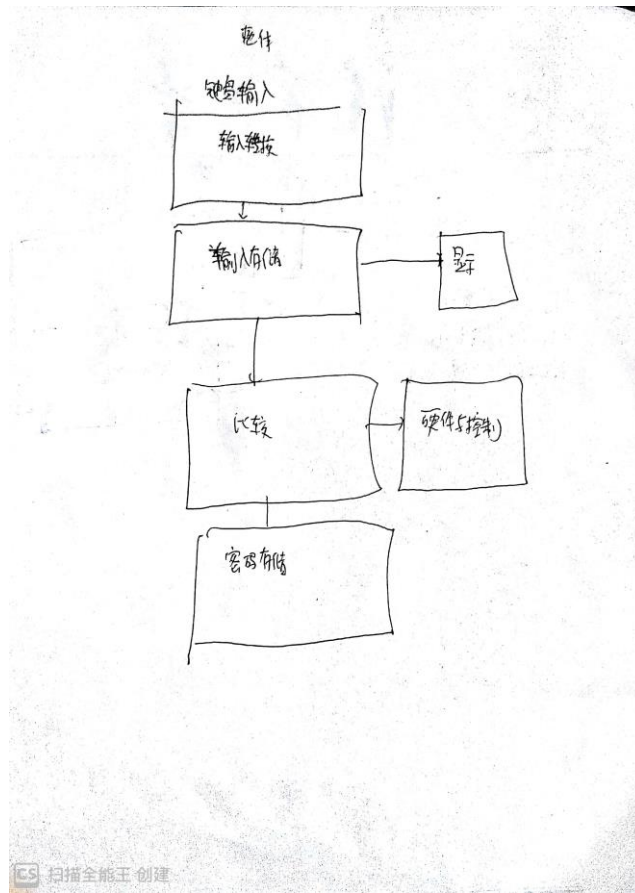 硬件
键盘输入
输入转换
输入存储
显示
比较
硬件与控制
密码存储
CS 扫描全能王 创建